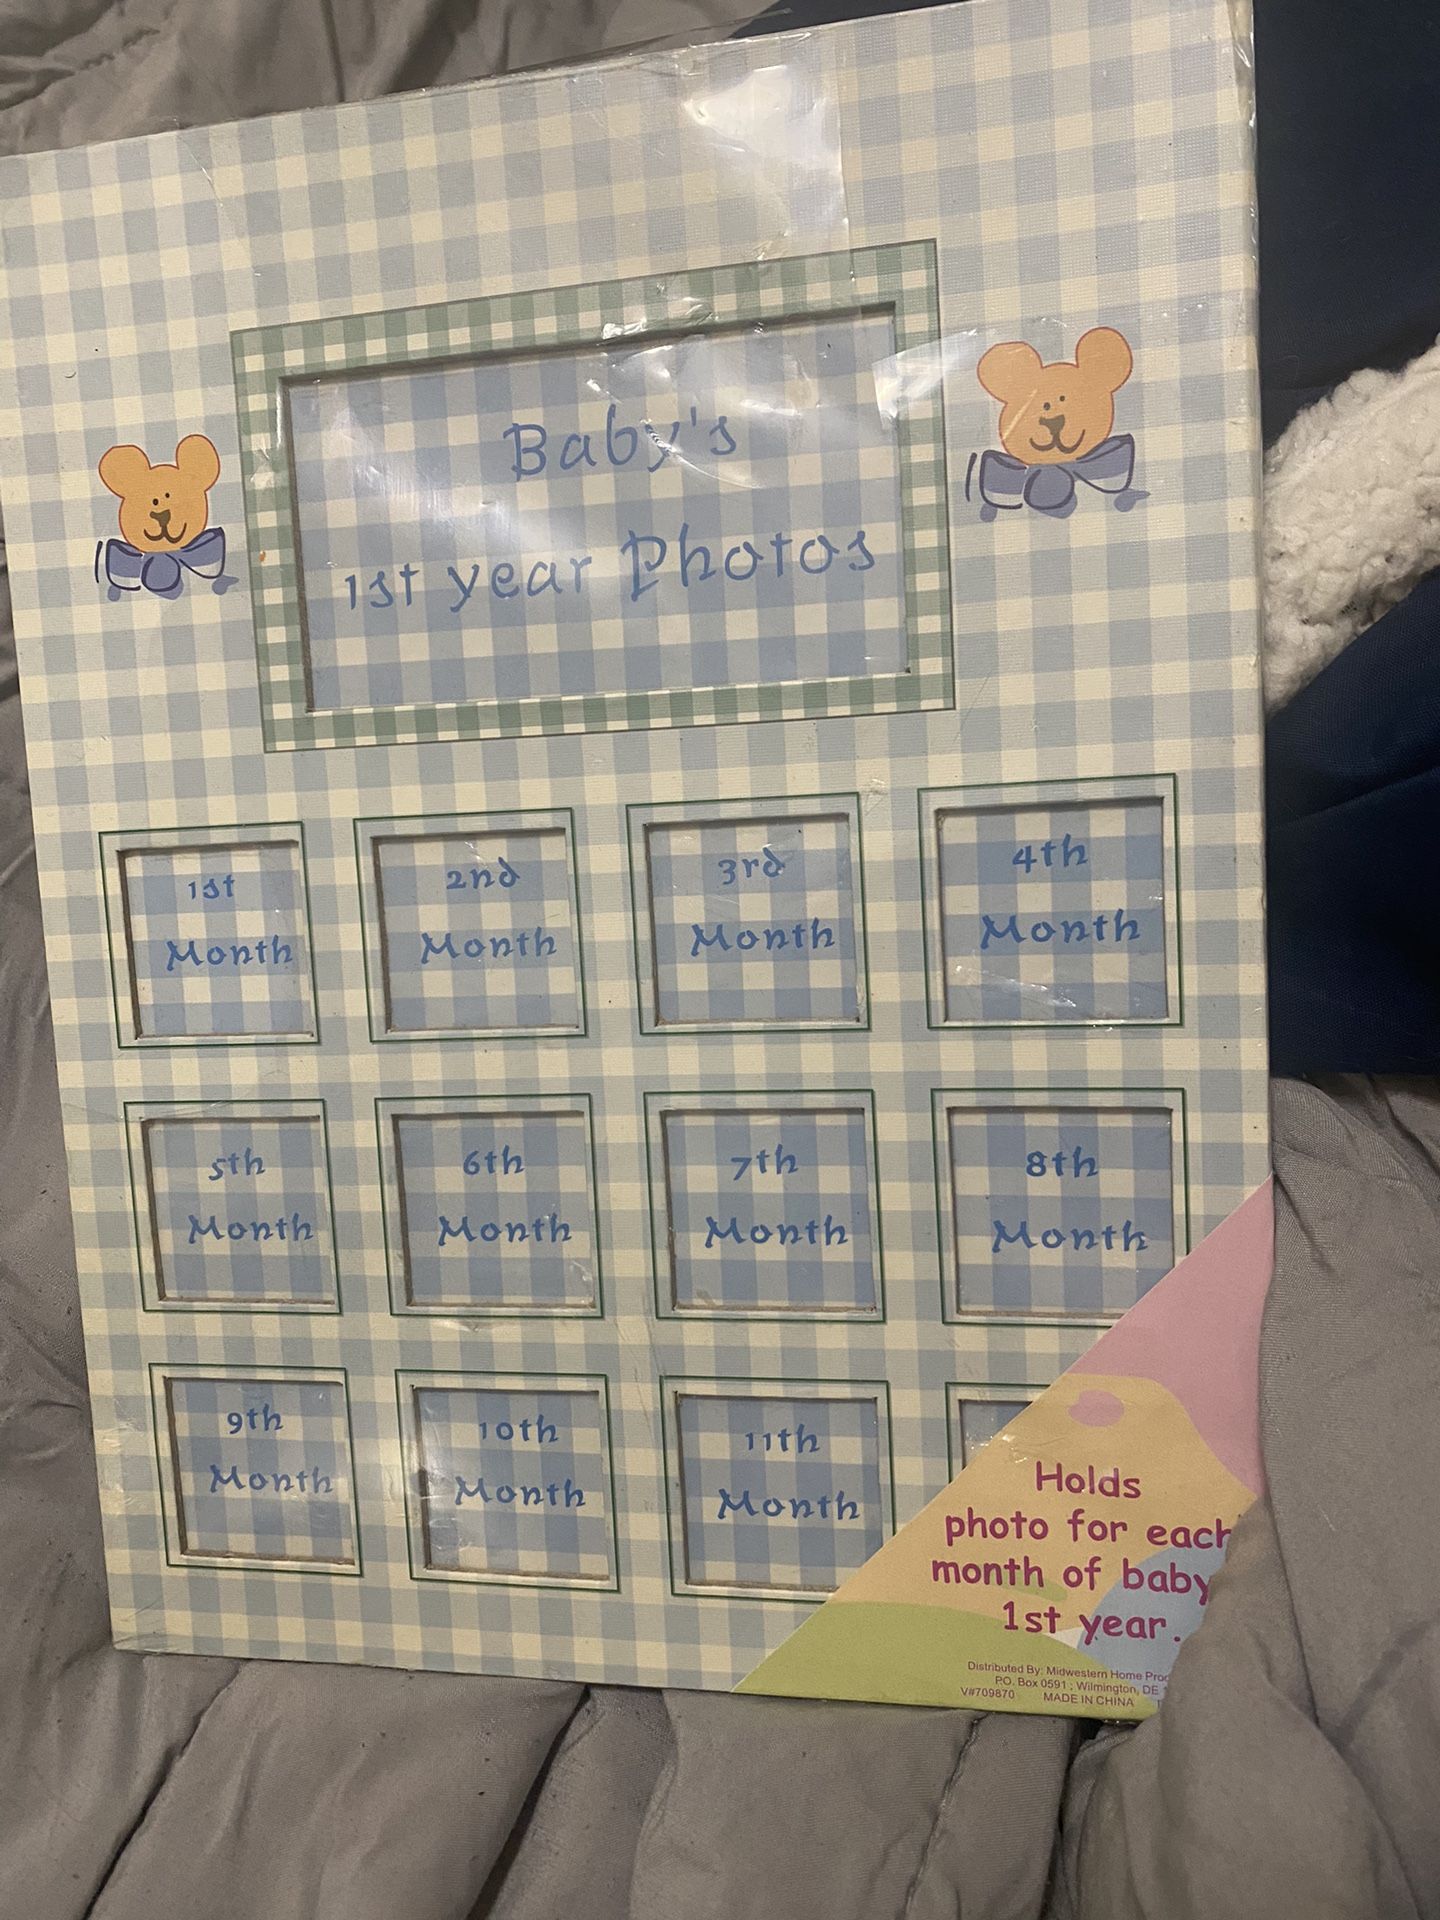 Baby's
1st year Photos
1st
Month
2nd
Month
3rd
Month
4th
Month
5th
Month
6th
Month
7th
Month
8th
Month
9th
Month
10th
Month
11th
Month
Holds
photo for each
month of baby
1st year.
Distributed By: Midwestern Home
P.O. Box 0591 ; Wilmington, DE
V#709870 MADE IN CHINA